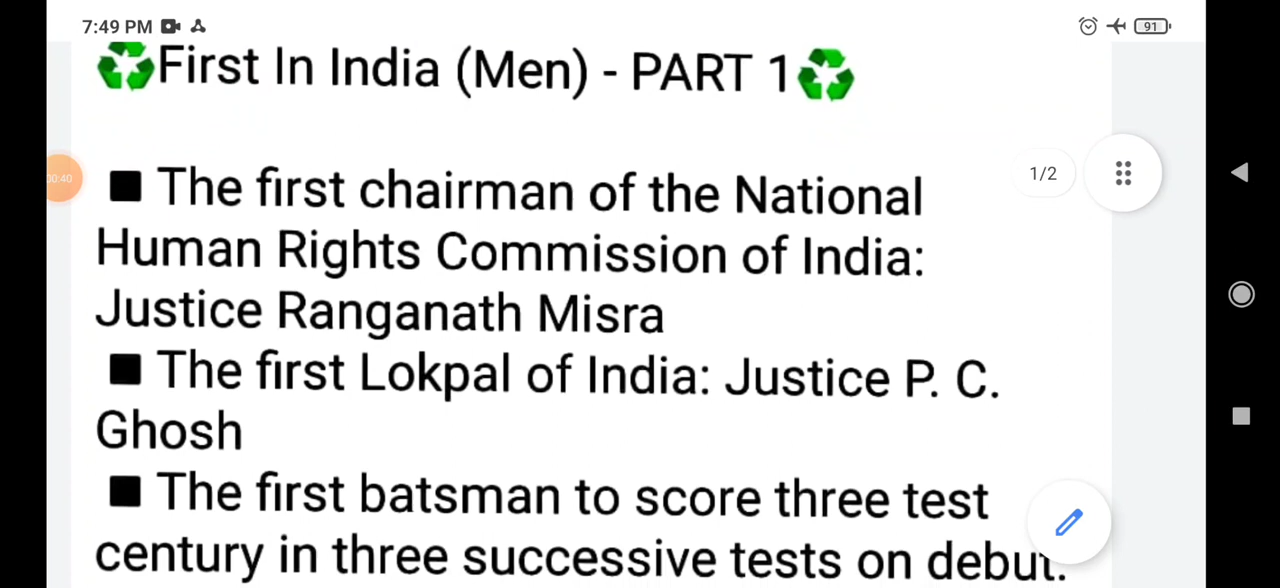 7:49 PM
91
First In India (Men) - PART 1
00:40
1/2
■ The first chairman of the National
Human Rights Commission of India:
Justice Ranganath Misra
■ The first Lokpal of India: Justice P. C.
Ghosh
■ The first batsman to score three test
century in three successive tests on debut: